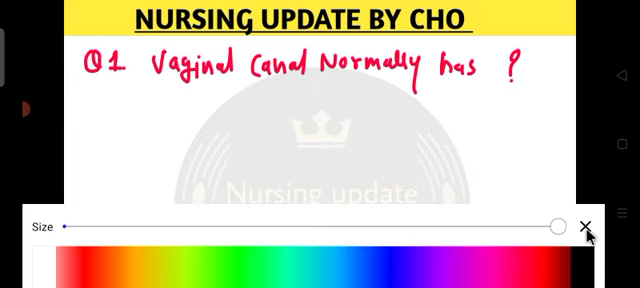 NURSING UPDATE BY CHO
Q1. Vaginal Canal Normally has ?
Nursing update
Size